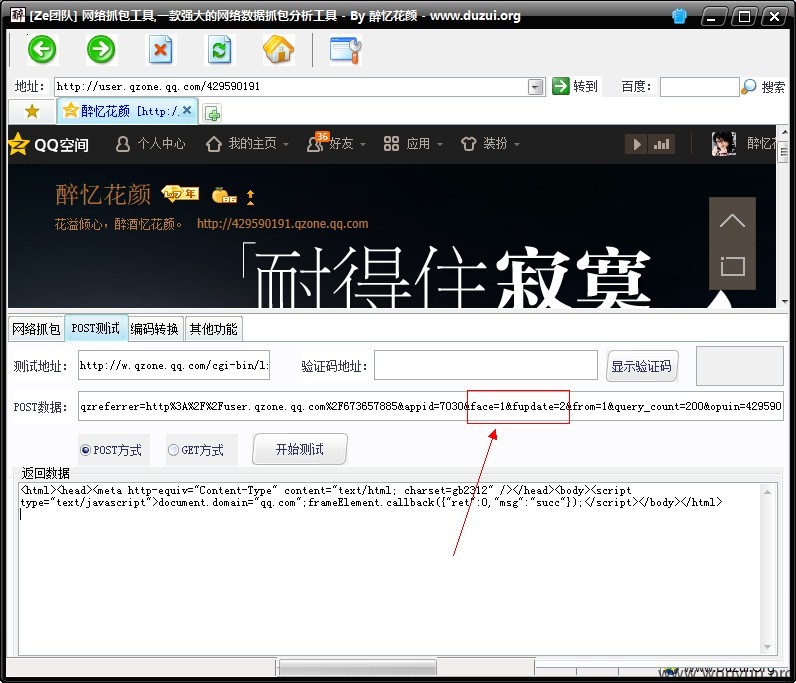 [Ze团队] 网络抓包工具,一款强大的网络数据抓包分析工具 - By 醉忆花颜 - www.duzui.org
地址: http://user.qzone.qq.com/429590191 转到 百度: 搜索
醉忆花颜 [http:/
QQ空间 个人中心 我的主页 36 好友 应用 装扮 醉忆花
醉忆花颜 年
花溢倾心，醉酒忆花颜。 http://429590191.qzone.qq.com
「耐得住寂寞
网络抓包 POST测试 编码转换 其他功能
测试地址: http://w.qzone.qq.com/cgi-bin/l: 验证码地址: 显示验证码
POST数据: qzreferrer=http%3A%2F%2Fuser.qzone.qq.com%2F673657885&appid=7030&face=1&fupdate=2&from=1&query_count=200&opuin=429590
POST方式 GET方式 开始测试
返回数据
<html><head><meta http-equiv="Content-Type" content="text/html; charset=gb2312" /></head><body><script
type="text/javascript">document.domain="qq.com";frameElement.callback({"ret":0,"msg":"succ"});</script></body></html>